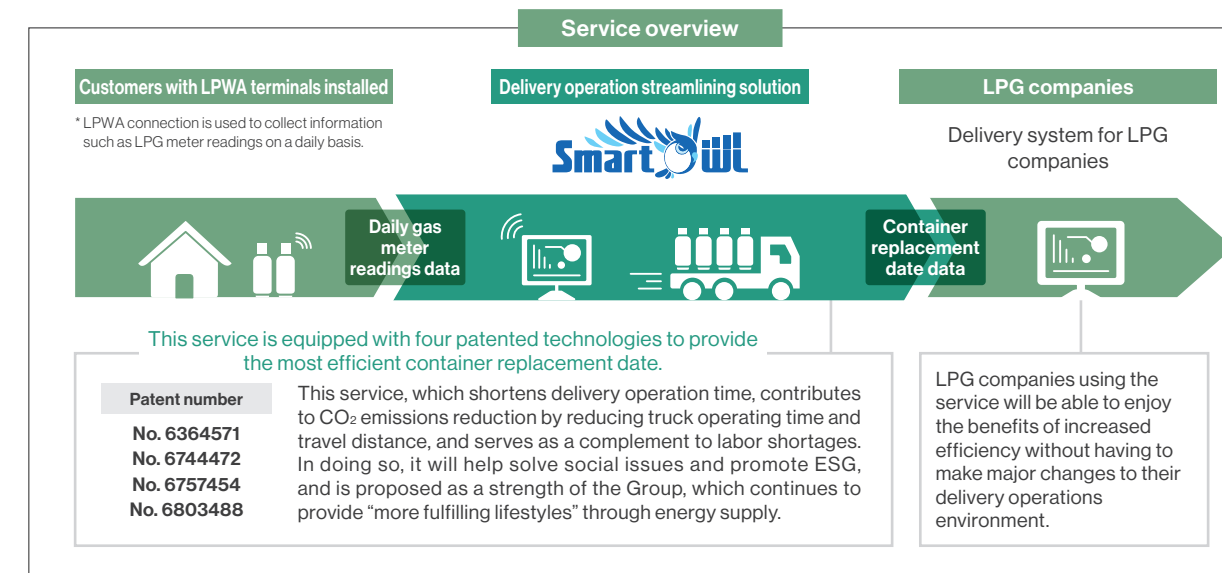 Service overview
Customers with LPWA terminals installed
* LPWA connection is used to collect information
such as LPG meter readings on a daily basis.
Delivery operation streamlining solution
Smart OWL
LPG companies
Delivery system for LPG
companies
Daily gas
meter
readings data
Container
replacement
date data
This service is equipped with four patented technologies to provide
the most efficient container replacement date.
Patent number
No. 6364571
No. 6744472
No. 6757454
No. 6803488
This service, which shortens delivery operation time, contributes
to CO₂ emissions reduction by reducing truck operating time and
travel distance, and serves as a complement to labor shortages.
In doing so, it will help solve social issues and promote ESG,
and is proposed as a strength of the Group, which continues to
provide “more fulfilling lifestyles” through energy supply.
LPG companies using the
service will be able to enjoy
the benefits of increased
efficiency without having to
make major changes to their
delivery operations
environment.